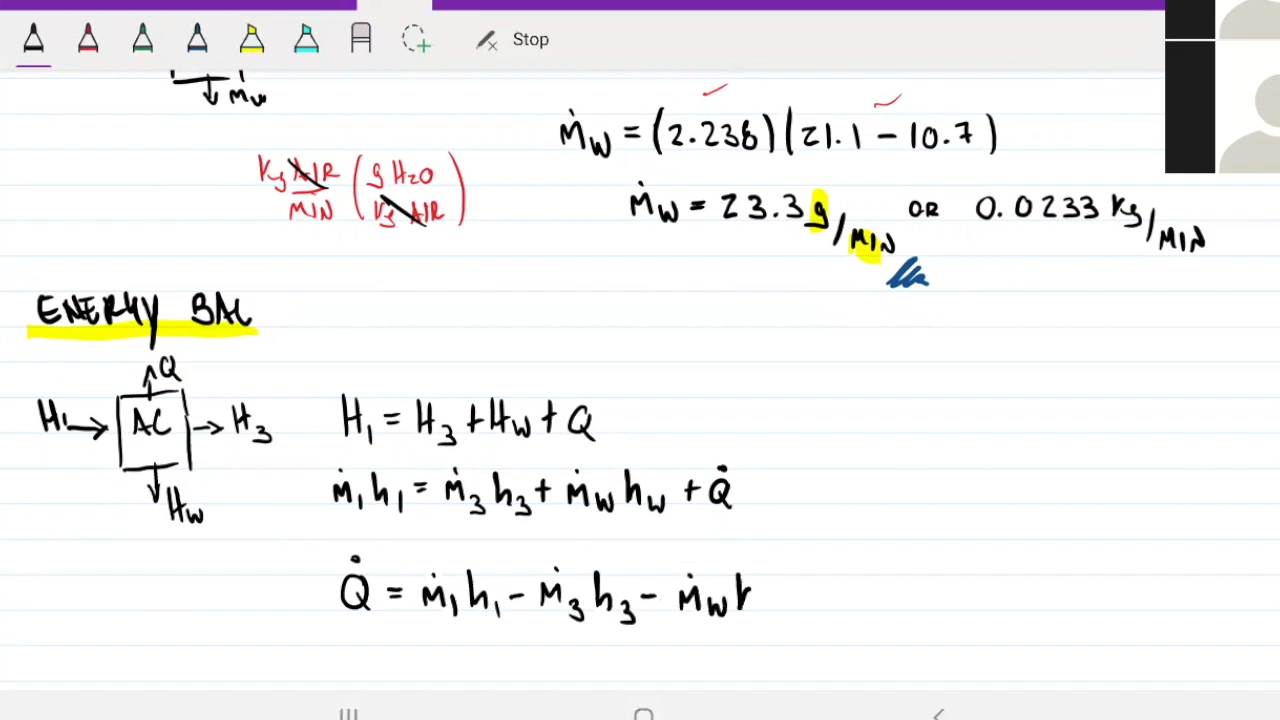 Stop
ṁw
ṁw = (2.238)(21.1 - 10.7)
Kg AIR/MIN (g H2O/Kg AIR)
ṁw = 23.3 g/MIN OR 0.0233 Kg/MIN
ENERGY BAL
Q
H1 → AC → H3
Hw
H1 = H3 + Hw + Q
ṁ1h1 = ṁ3h3 + ṁwhw + Q̇
Q̇ = ṁ1h1 - ṁ3h3 - ṁw